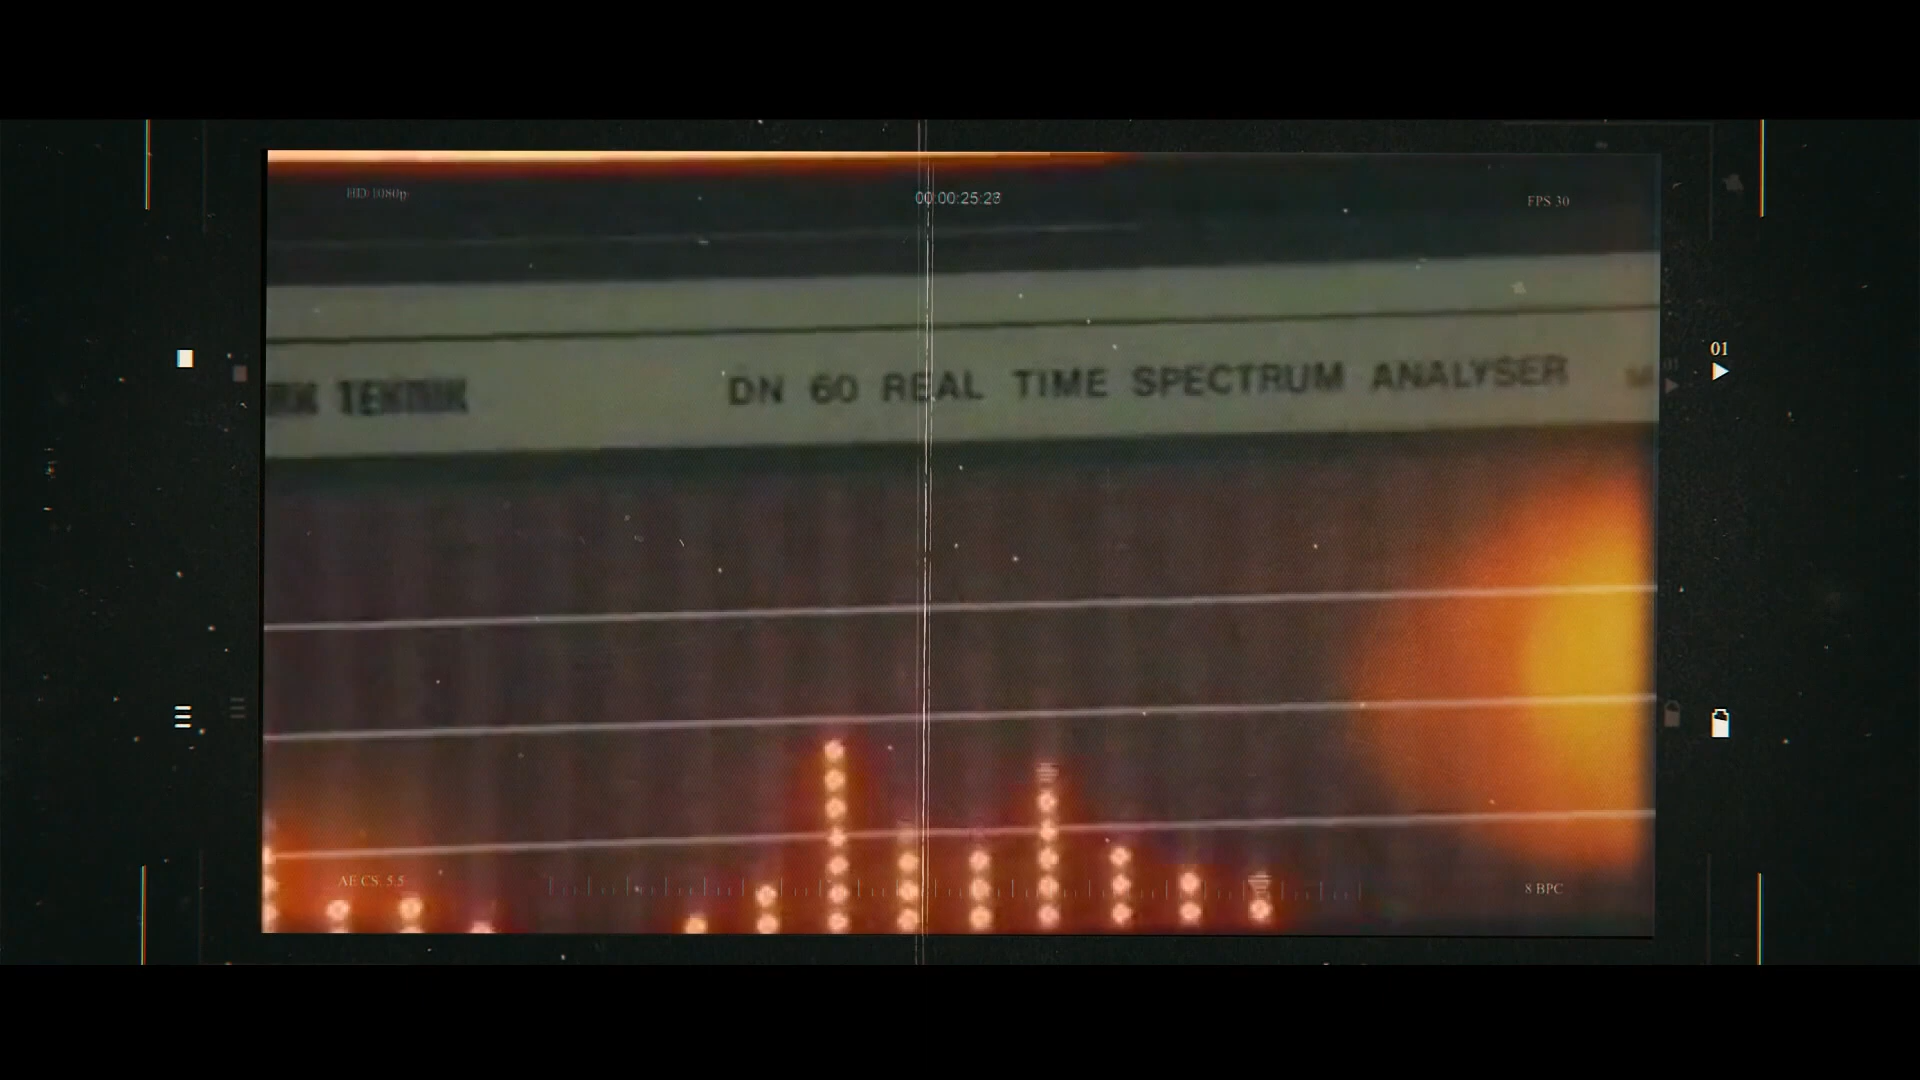 HD 1080p
00:00:25:23
FPS 30
01
RK TEKNIK
DN 60 REAL TIME SPECTRUM ANALYSER
AE CS. 5.5
8 BPC